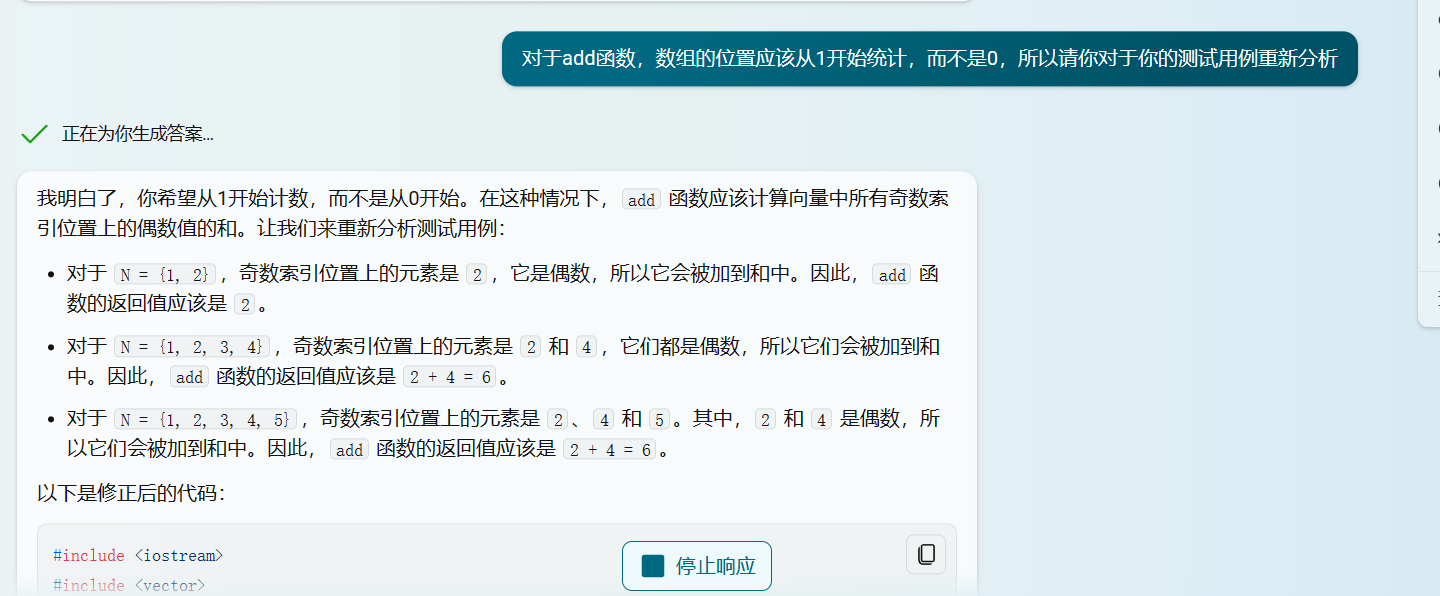 对于add函数，数组的位置应该从1开始统计，而不是0，所以请你对于你的测试用例重新分析
正在为你生成答案...
我明白了，你希望从1开始计数，而不是从0开始。在这种情况下， add 函数应该计算向量中所有奇数索
引位置上的偶数值的和。让我们来重新分析测试用例：
• 对于 N = {1, 2} ，奇数索引位置上的元素是 2 ，它是偶数，所以它会被加到和中。因此， add 函
数的返回值应该是 2 。
• 对于 N = {1, 2, 3, 4} ，奇数索引位置上的元素是 2 和 4 ，它们都是偶数，所以它们会被加到和
中。因此， add 函数的返回值应该是 2 + 4 = 6 。
• 对于 N = {1, 2, 3, 4, 5} ，奇数索引位置上的元素是 2 、 4 和 5 。其中， 2 和 4 是偶数，所
以它们会被加到和中。因此， add 函数的返回值应该是 2 + 4 = 6 。
以下是修正后的代码：
#include <iostream>
停止响应
#include <vector>